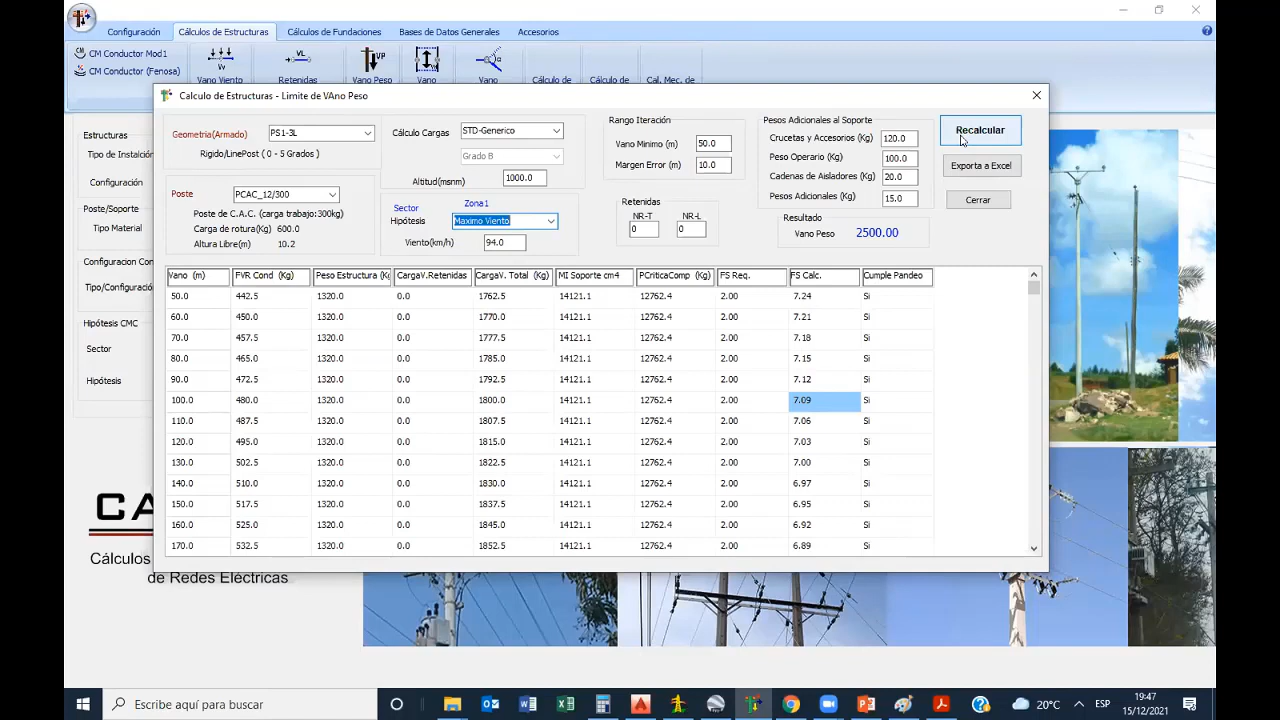 Configuración
Cálculos de Estructuras
Cálculos de Fundaciones
Bases de Datos Generales
Accesorios
CM Conductor Mod1
CM Conductor (Fenosa)
Vv
VL
VP
Vano Viento
Retenidas
Vano Peso
Vano
Vano
Cálculo de
Cálculo de
Cal. Mec. de
Calculo de Estructuras - Limite de VAno Peso
Estructuras
Tipo de Instalción
Configuración
Poste/Soporte
Tipo Material
Configuracion Con
Tipo/Configuració
Hipótesis CMC
Sector
Hipótesis
Geometria(Armado) PS1-3L
Rigido/LinePost ( 0 - 5 Grados )
Poste PCAC_12/300
Poste de C.A.C. (carga trabajo:300kg)
Carga de rotura(Kg) 600.0
Altura Libre(m) 10.2
Cálculo Cargas STD-Generico
Grado B
Altitud(msnm) 1000.0
Sector Zona1
Hipótesis Maximo Viento
Viento(km/h) 94.0
Rango Iteración
Vano Minimo (m) 50.0
Margen Error (m) 10.0
Retenidas
NR-T NR-L
0 0
Pesos Adicionales al Soporte
Crucetas y Accesorios (Kg) 120.0
Peso Operario (Kg) 100.0
Cadenas de Aisladores (Kg) 20.0
Pesos Adicionales (Kg) 15.0
Resultado
Vano Peso 2500.00
Recalcular
Exporta a Excel
Cerrar
Vano (m) FVR Cond (Kg) Peso Estructura (Kg CargaV.Retenidas CargaV. Total (Kg) MI Soporte cm4 PCriticaComp (Kg) FS Req. FS Calc. Cumple Pandeo
50.0 442.5 1320.0 0.0 1762.5 14121.1 12762.4 2.00 7.24 Si
60.0 450.0 1320.0 0.0 1770.0 14121.1 12762.4 2.00 7.21 Si
70.0 457.5 1320.0 0.0 1777.5 14121.1 12762.4 2.00 7.18 Si
80.0 465.0 1320.0 0.0 1785.0 14121.1 12762.4 2.00 7.15 Si
90.0 472.5 1320.0 0.0 1792.5 14121.1 12762.4 2.00 7.12 Si
100.0 480.0 1320.0 0.0 1800.0 14121.1 12762.4 2.00 7.09 Si
110.0 487.5 1320.0 0.0 1807.5 14121.1 12762.4 2.00 7.06 Si
120.0 495.0 1320.0 0.0 1815.0 14121.1 12762.4 2.00 7.03 Si
130.0 502.5 1320.0 0.0 1822.5 14121.1 12762.4 2.00 7.00 Si
140.0 510.0 1320.0 0.0 1830.0 14121.1 12762.4 2.00 6.97 Si
150.0 517.5 1320.0 0.0 1837.5 14121.1 12762.4 2.00 6.95 Si
160.0 525.0 1320.0 0.0 1845.0 14121.1 12762.4 2.00 6.92 Si
170.0 532.5 1320.0 0.0 1852.5 14121.1 12762.4 2.00 6.89 Si
CA
Cálculos
de Redes Eléctricas
Escribe aquí para buscar
20°C
ESP
19:47
15/12/2021